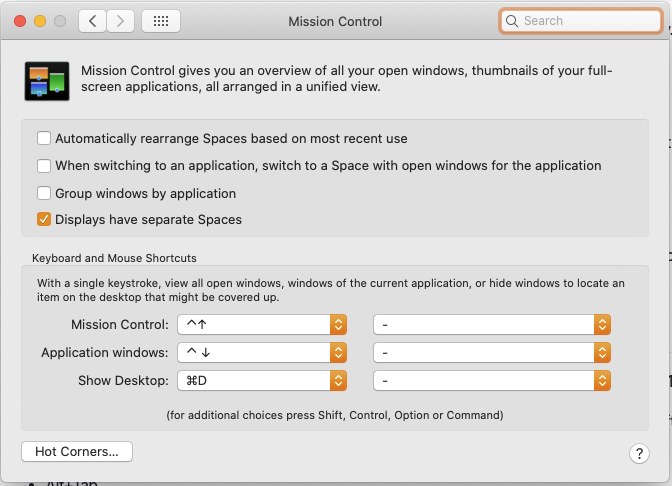 Mission Control
Search
Mission Control gives you an overview of all your open windows, thumbnails of your full-
screen applications, all arranged in a unified view.
Automatically rearrange Spaces based on most recent use
When switching to an application, switch to a Space with open windows for the application
Group windows by application
Displays have separate Spaces
Keyboard and Mouse Shortcuts
With a single keystroke, view all open windows, windows of the current application, or hide windows to locate an
item on the desktop that might be covered up.
Mission Control: ^↑ -
Application windows: ^ ↓ -
Show Desktop: ⌘D -
(for additional choices press Shift, Control, Option or Command)
Hot Corners... ?
• Alt+Tab